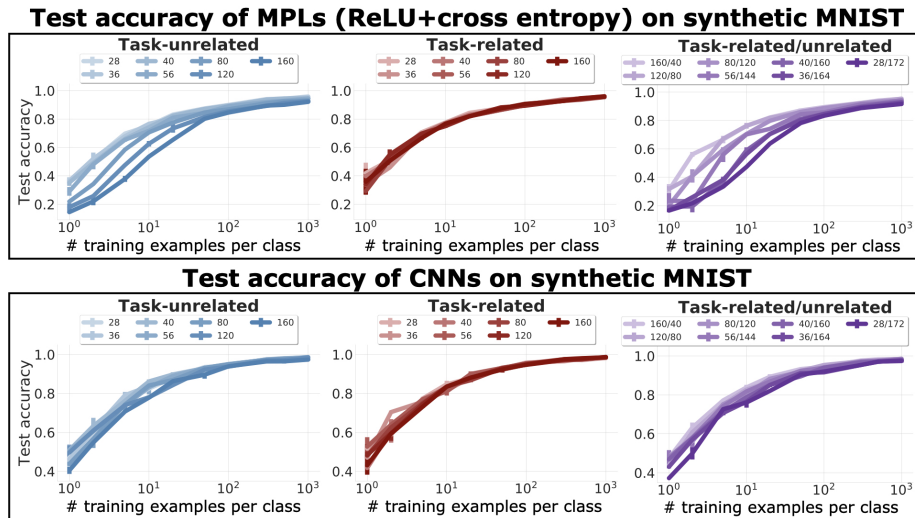 Test accuracy of MPLs (ReLU+cross entropy) on synthetic MNIST
Task-unrelated
28 40 80 160
36 56 120
Task-related
28 40 80 160
36 56 120
Task-related/unrelated
160/40 80/120 40/160 28/172
120/80 56/144 36/164
Test accuracy
1.0
0.8
0.6
0.4
0.2
10^0 10^1 10^2 10^3
# training examples per class
1.0
0.8
0.6
0.4
0.2
10^0 10^1 10^2 10^3
# training examples per class
1.0
0.8
0.6
0.4
0.2
10^0 10^1 10^2 10^3
# training examples per class
Test accuracy of CNNs on synthetic MNIST
Task-unrelated
28 40 80 160
36 56 120
Task-related
28 40 80 160
36 56 120
Task-related/unrelated
160/40 80/120 40/160 28/172
120/80 56/144 36/164
Test accuracy
1.0
0.8
0.6
0.4
10^0 10^1 10^2 10^3
# training examples per class
1.0
0.8
0.6
0.4
10^0 10^1 10^2 10^3
# training examples per class
1.0
0.8
0.6
0.4
10^0 10^1 10^2 10^3
# training examples per class